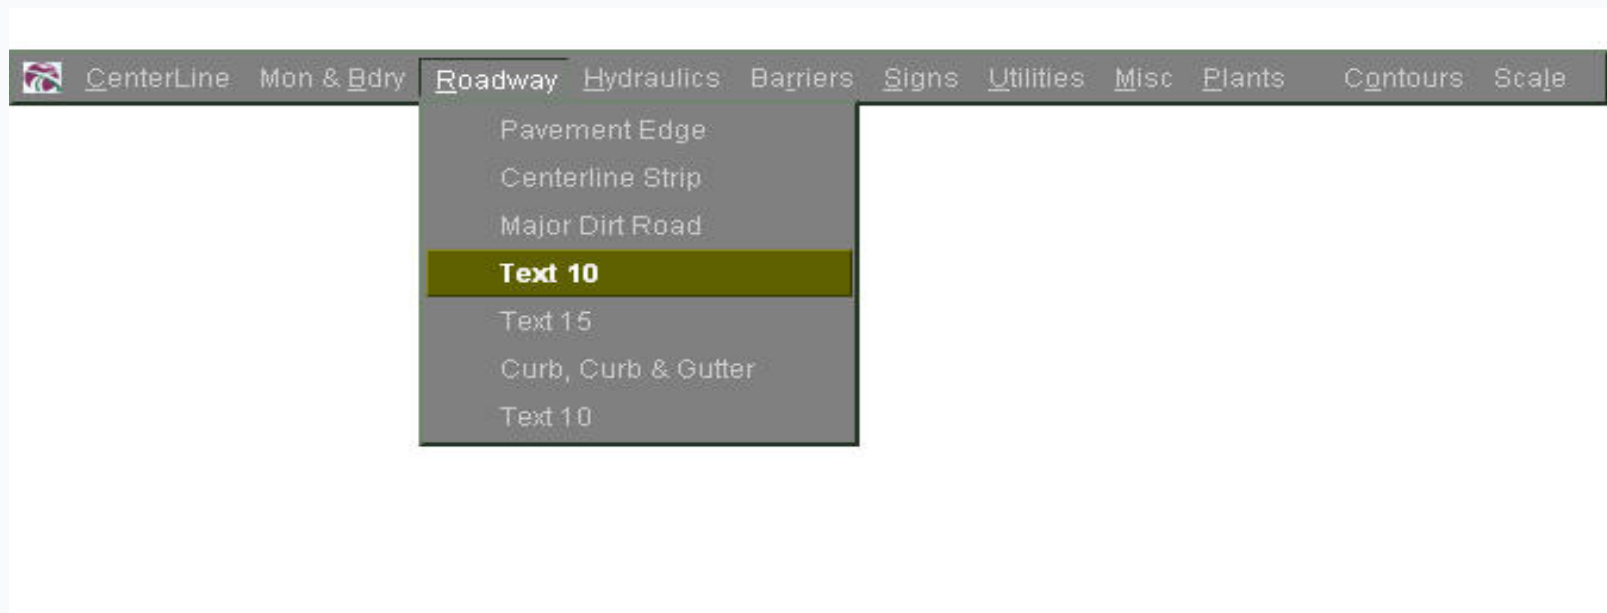 CenterLine Mon & Bdry Roadway Hydraulics Barriers Signs Utilities Misc Plants Contours Scale
Pavement Edge
Centerline Strip
Major Dirt Road
Text 10
Text 15
Curb, Curb & Gutter
Text 10